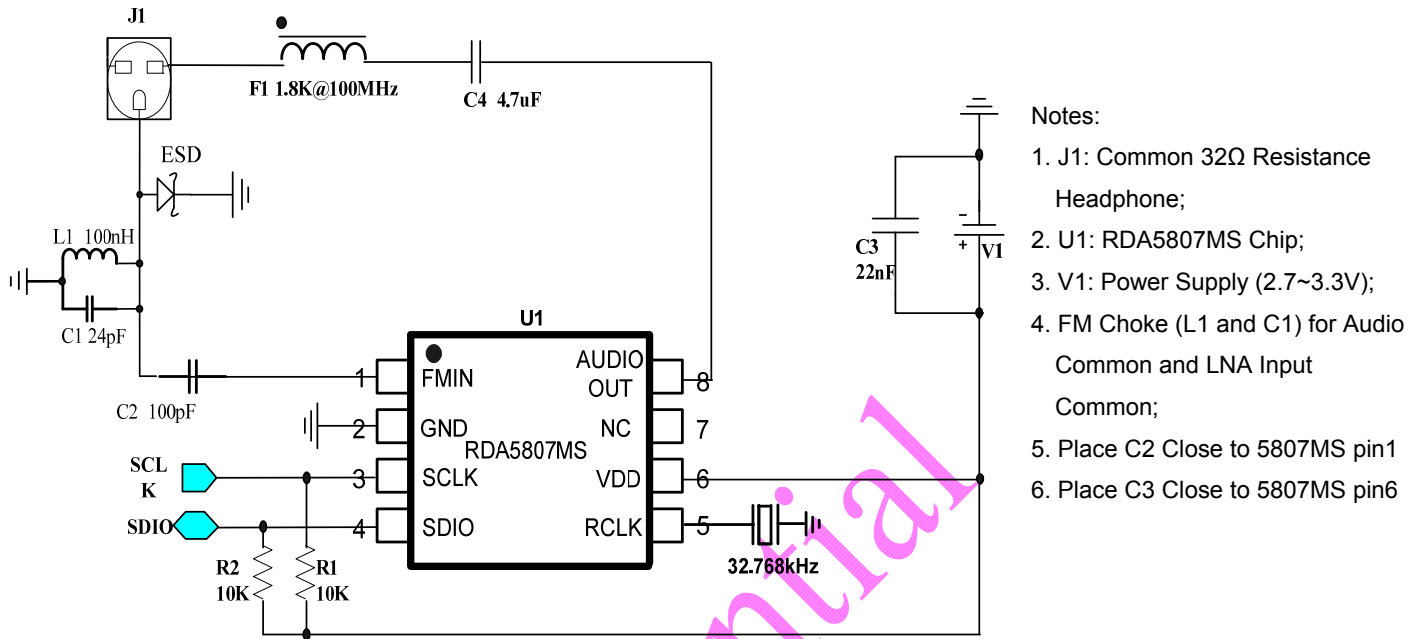 J1
F1 1.8K@100MHz
C4 4.7uF
ESD
L1 100nH
C1 24pF
C2 100pF
C3
22nF
-
+
V1
U1
1
FMIN
AUDIO
OUT
8
2
GND
NC
7
RDA5807MS
SCL
K
3
SCLK
VDD
6
SDIO
4
SDIO
RCLK
5
32.768kHz
R2
10K
R1
10K
Notes:
1. J1: Common 32Ω Resistance
Headphone;
2. U1: RDA5807MS Chip;
3. V1: Power Supply (2.7~3.3V);
4. FM Choke (L1 and C1) for Audio
Common and LNA Input
Common;
5. Place C2 Close to 5807MS pin1
6. Place C3 Close to 5807MS pin6
ntial